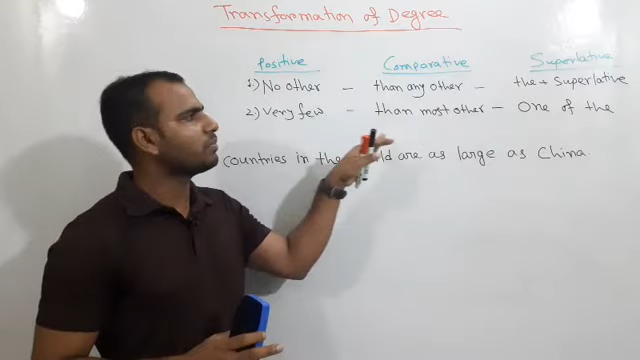 Transformation of Degree
Positive Comparative Superlative
1.) No other - than any other - the + Superlative
2) Very few - than most other - One of the
countries in the are as large as China.